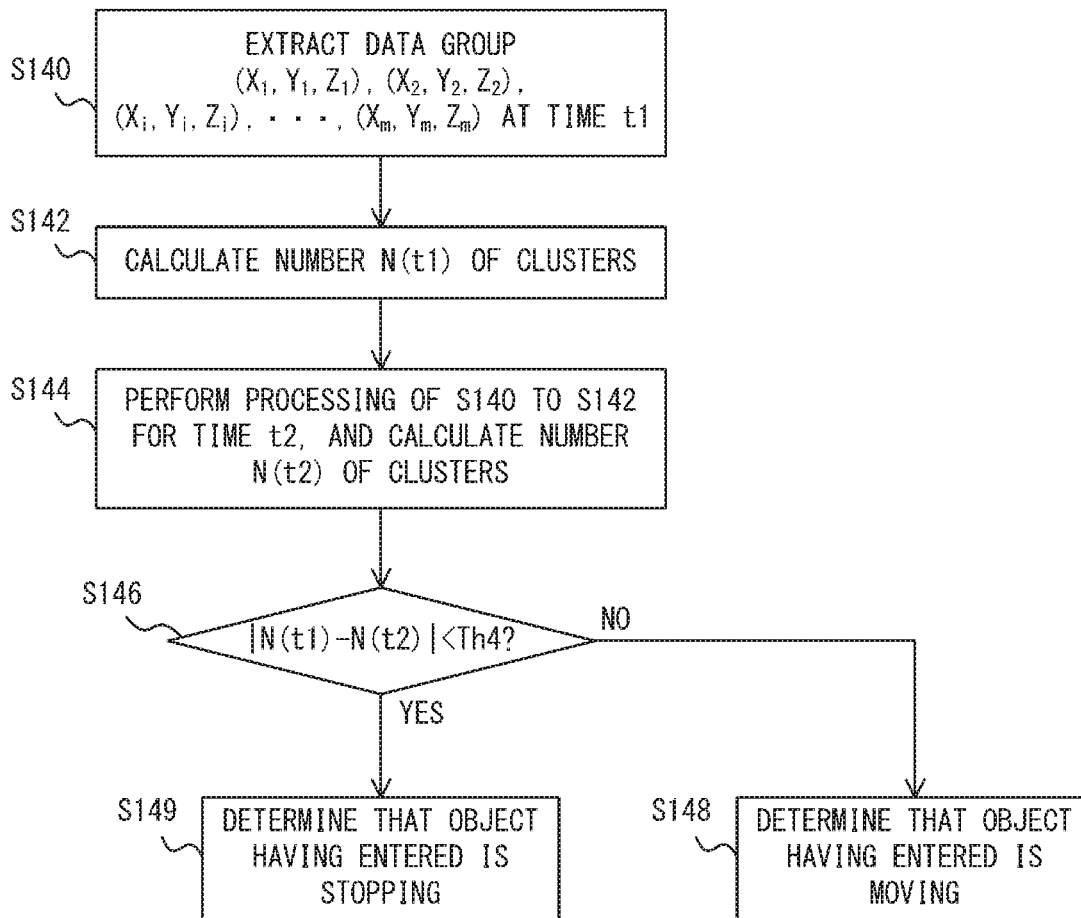 S140
EXTRACT DATA GROUP
(X₁, Y₁, Z₁), (X₂, Y₂, Z₂),
(Xᵢ, Yᵢ, Zᵢ), ・・・, (Xₘ, Yₘ, Zₘ) AT TIME t1
S142
CALCULATE NUMBER N(t1) OF CLUSTERS
S144
PERFORM PROCESSING OF S140 TO S142
FOR TIME t2, AND CALCULATE NUMBER
N(t2) OF CLUSTERS
S146
|N(t1)-N(t2)|<Th4?
NO
YES
S149
DETERMINE THAT OBJECT
HAVING ENTERED IS
STOPPING
S148
DETERMINE THAT OBJECT
HAVING ENTERED IS
MOVING